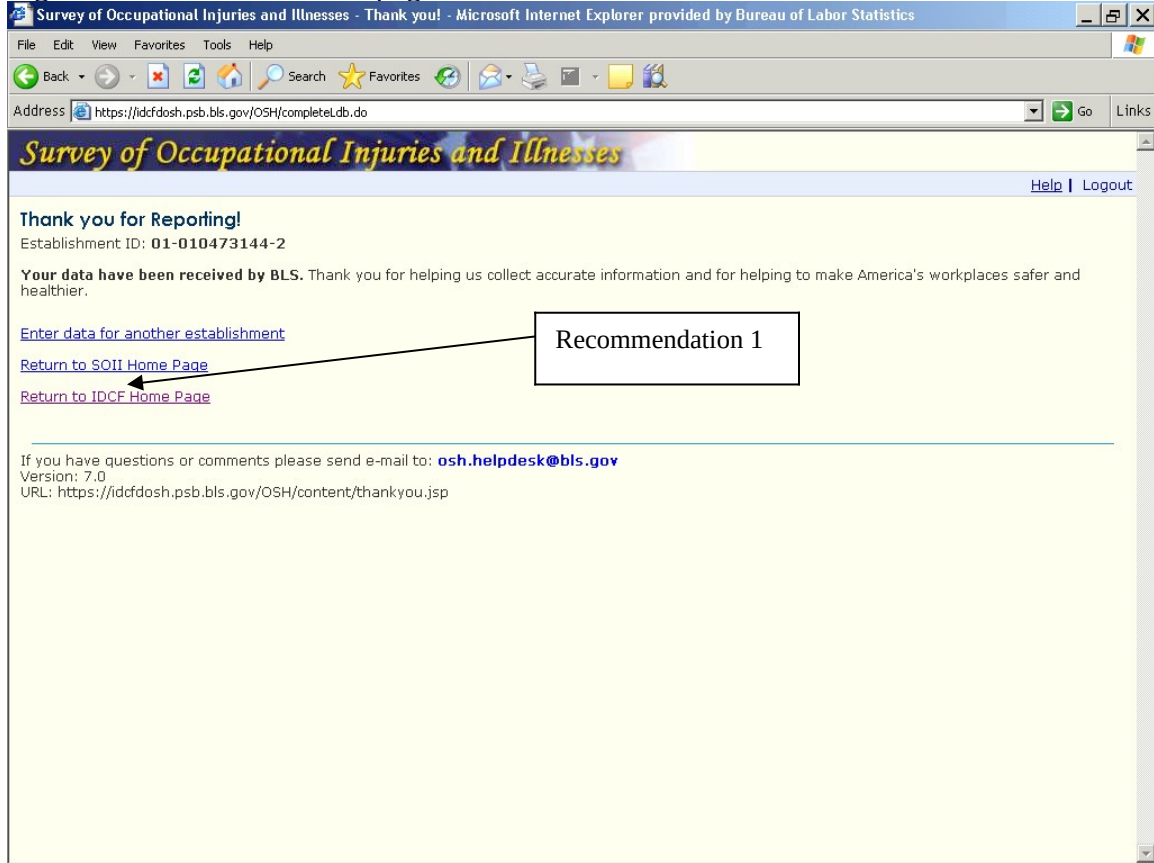 Survey of Occupational Injuries and Illnesses - Thank you! - Microsoft Internet Explorer provided by Bureau of Labor Statistics
File Edit View Favorites Tools Help
Back Search Favorites
Address https://idcfdosh.psb.bls.gov/OSH/completeLdb.do Go Links
Survey of Occupational Injuries and Illnesses
Help | Logout
Thank you for Reporting!
Establishment ID: 01-010473144-2
Your data have been received by BLS. Thank you for helping us collect accurate information and for helping to make America's workplaces safer and
healthier.
Enter data for another establishment
Recommendation 1
Return to SOII Home Page
Return to IDCF Home Page
If you have questions or comments please send e-mail to: osh.helpdesk@bls.gov
Version: 7.0
URL: https://idcfdosh.psb.bls.gov/OSH/content/thankyou.jsp